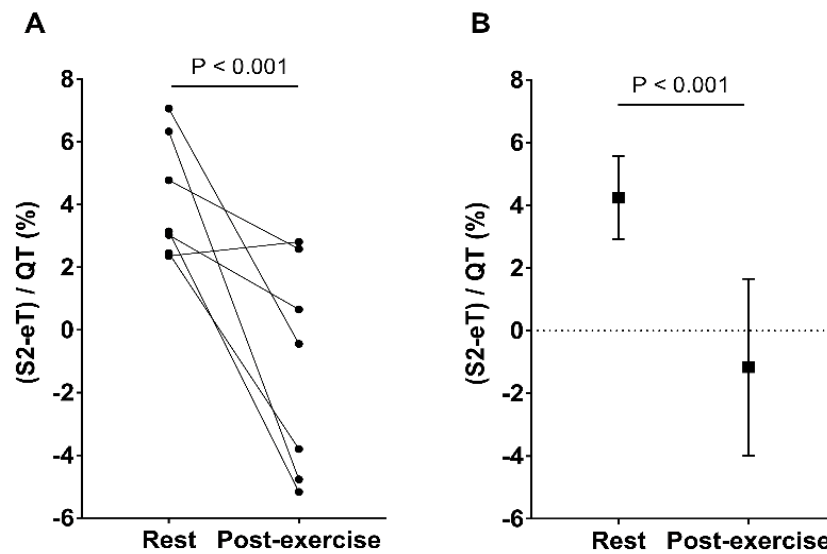 A
P < 0.001
(S2-eT) / QT (%)
8
6
4
2
0
-2
-4
-6
Rest Post-exercise
B
P < 0.001
(S2-eT) / QT (%)
8
6
4
2
0
-2
-4
-6
Rest Post-exercise